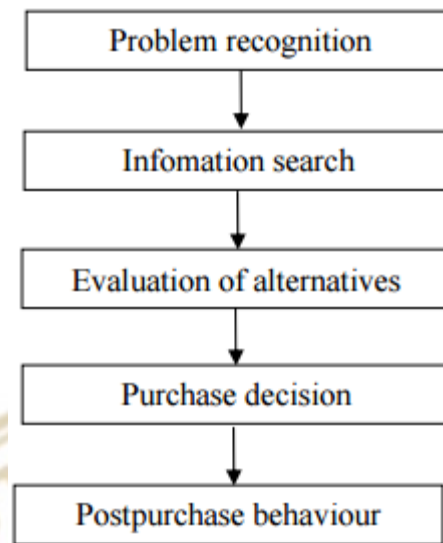 Problem recognition
Infomation search
Evaluation of alternatives
Purchase decision
Postpurchase behaviour